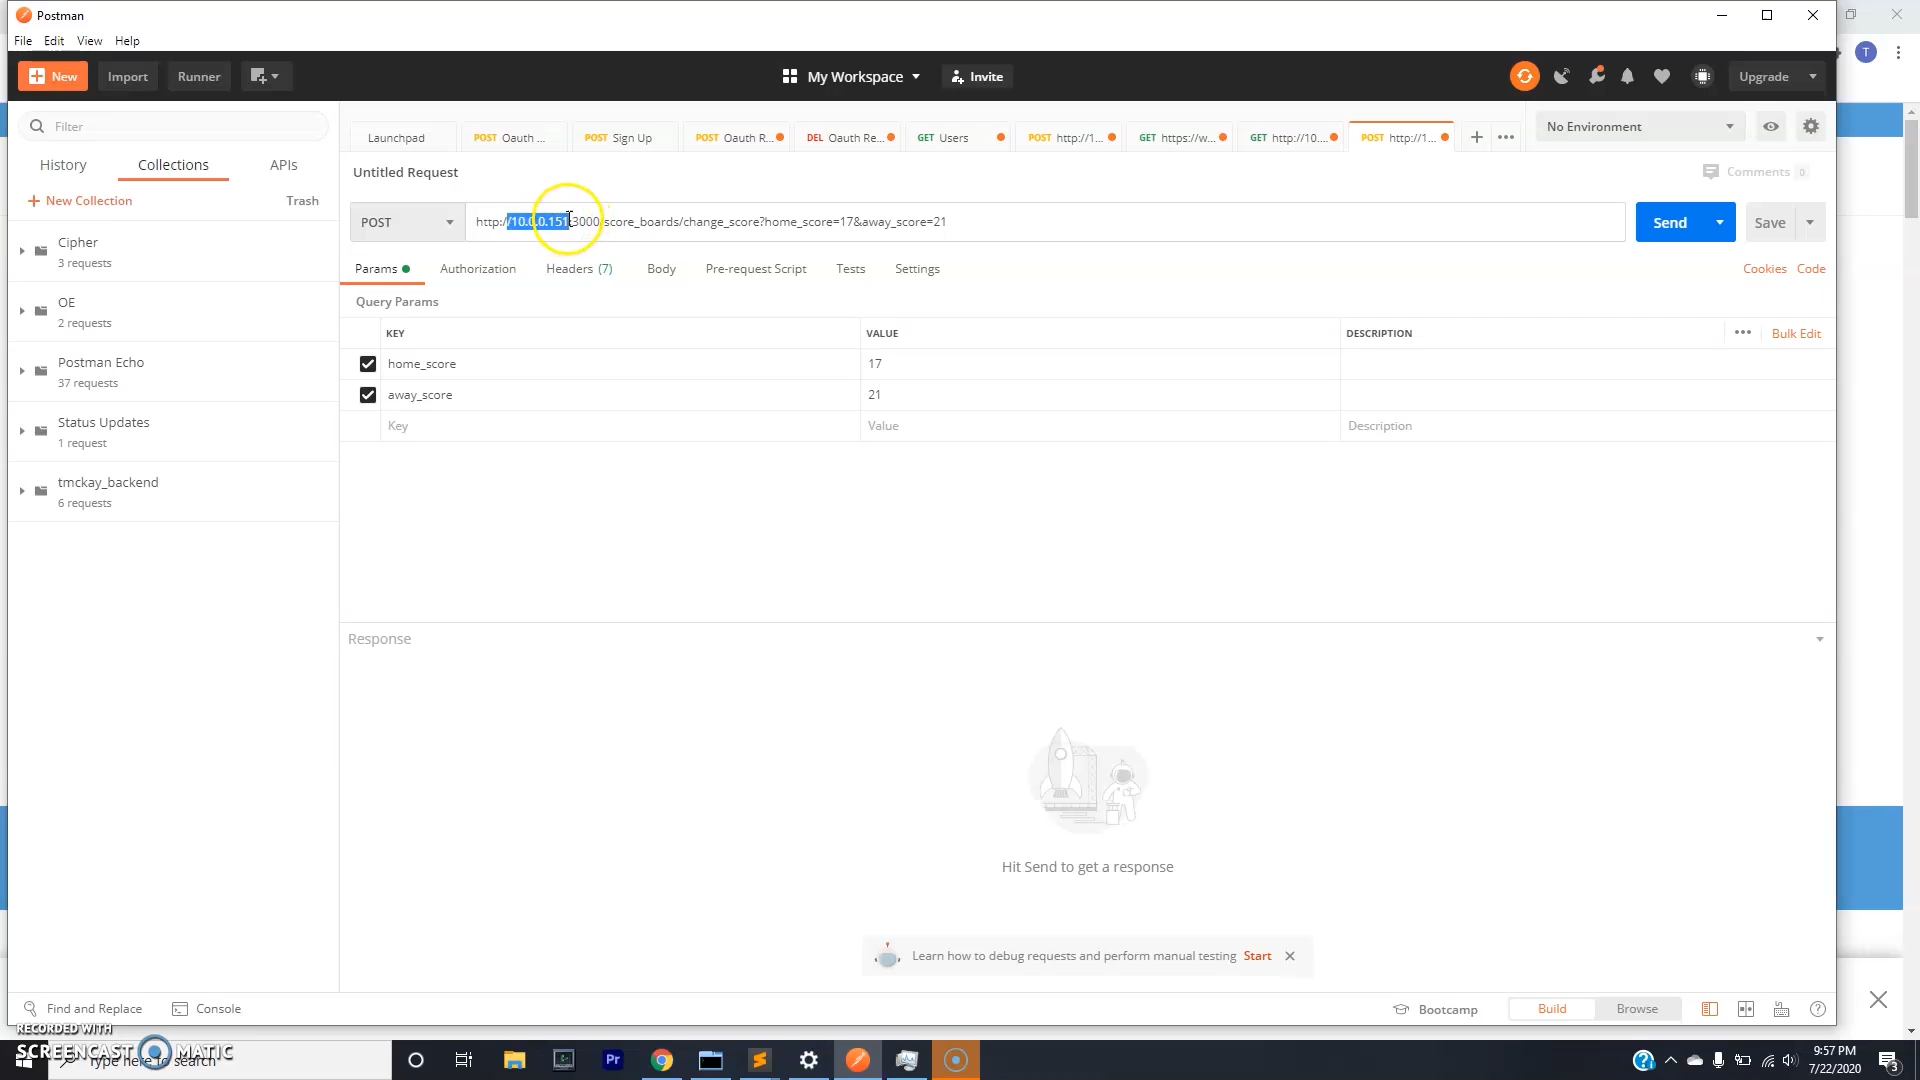 Postman
File Edit View Help
New Import Runner My Workspace Invite Upgrade
T
Filter
History Collections APIs
New Collection Trash
Cipher
3 requests
OE
2 requests
Postman Echo
37 requests
Status Updates
1 request
tmckay_backend
6 requests
Launchpad POST Oauth ... POST Sign Up POST Oauth R... DEL Oauth Re... GET Users POST http://1... GET https://w... GET http://10.... POST http://1...
No Environment
Untitled Request
Comments 0
POST http://10.0.0.151:3000/score_boards/change_score?home_score=17&away_score=21
Send Save
Params Authorization Headers (7) Body Pre-request Script Tests Settings Cookies Code
Query Params
KEY VALUE DESCRIPTION Bulk Edit
home_score 17
away_score 21
Key Value Description
Response
Hit Send to get a response
Learn how to debug requests and perform manual testing Start
Find and Replace Console Bootcamp Build Browse
RECORDED WITH
SCREENCAST MATIC
Type here to search
Pr
9:57 PM
7/22/2020
3